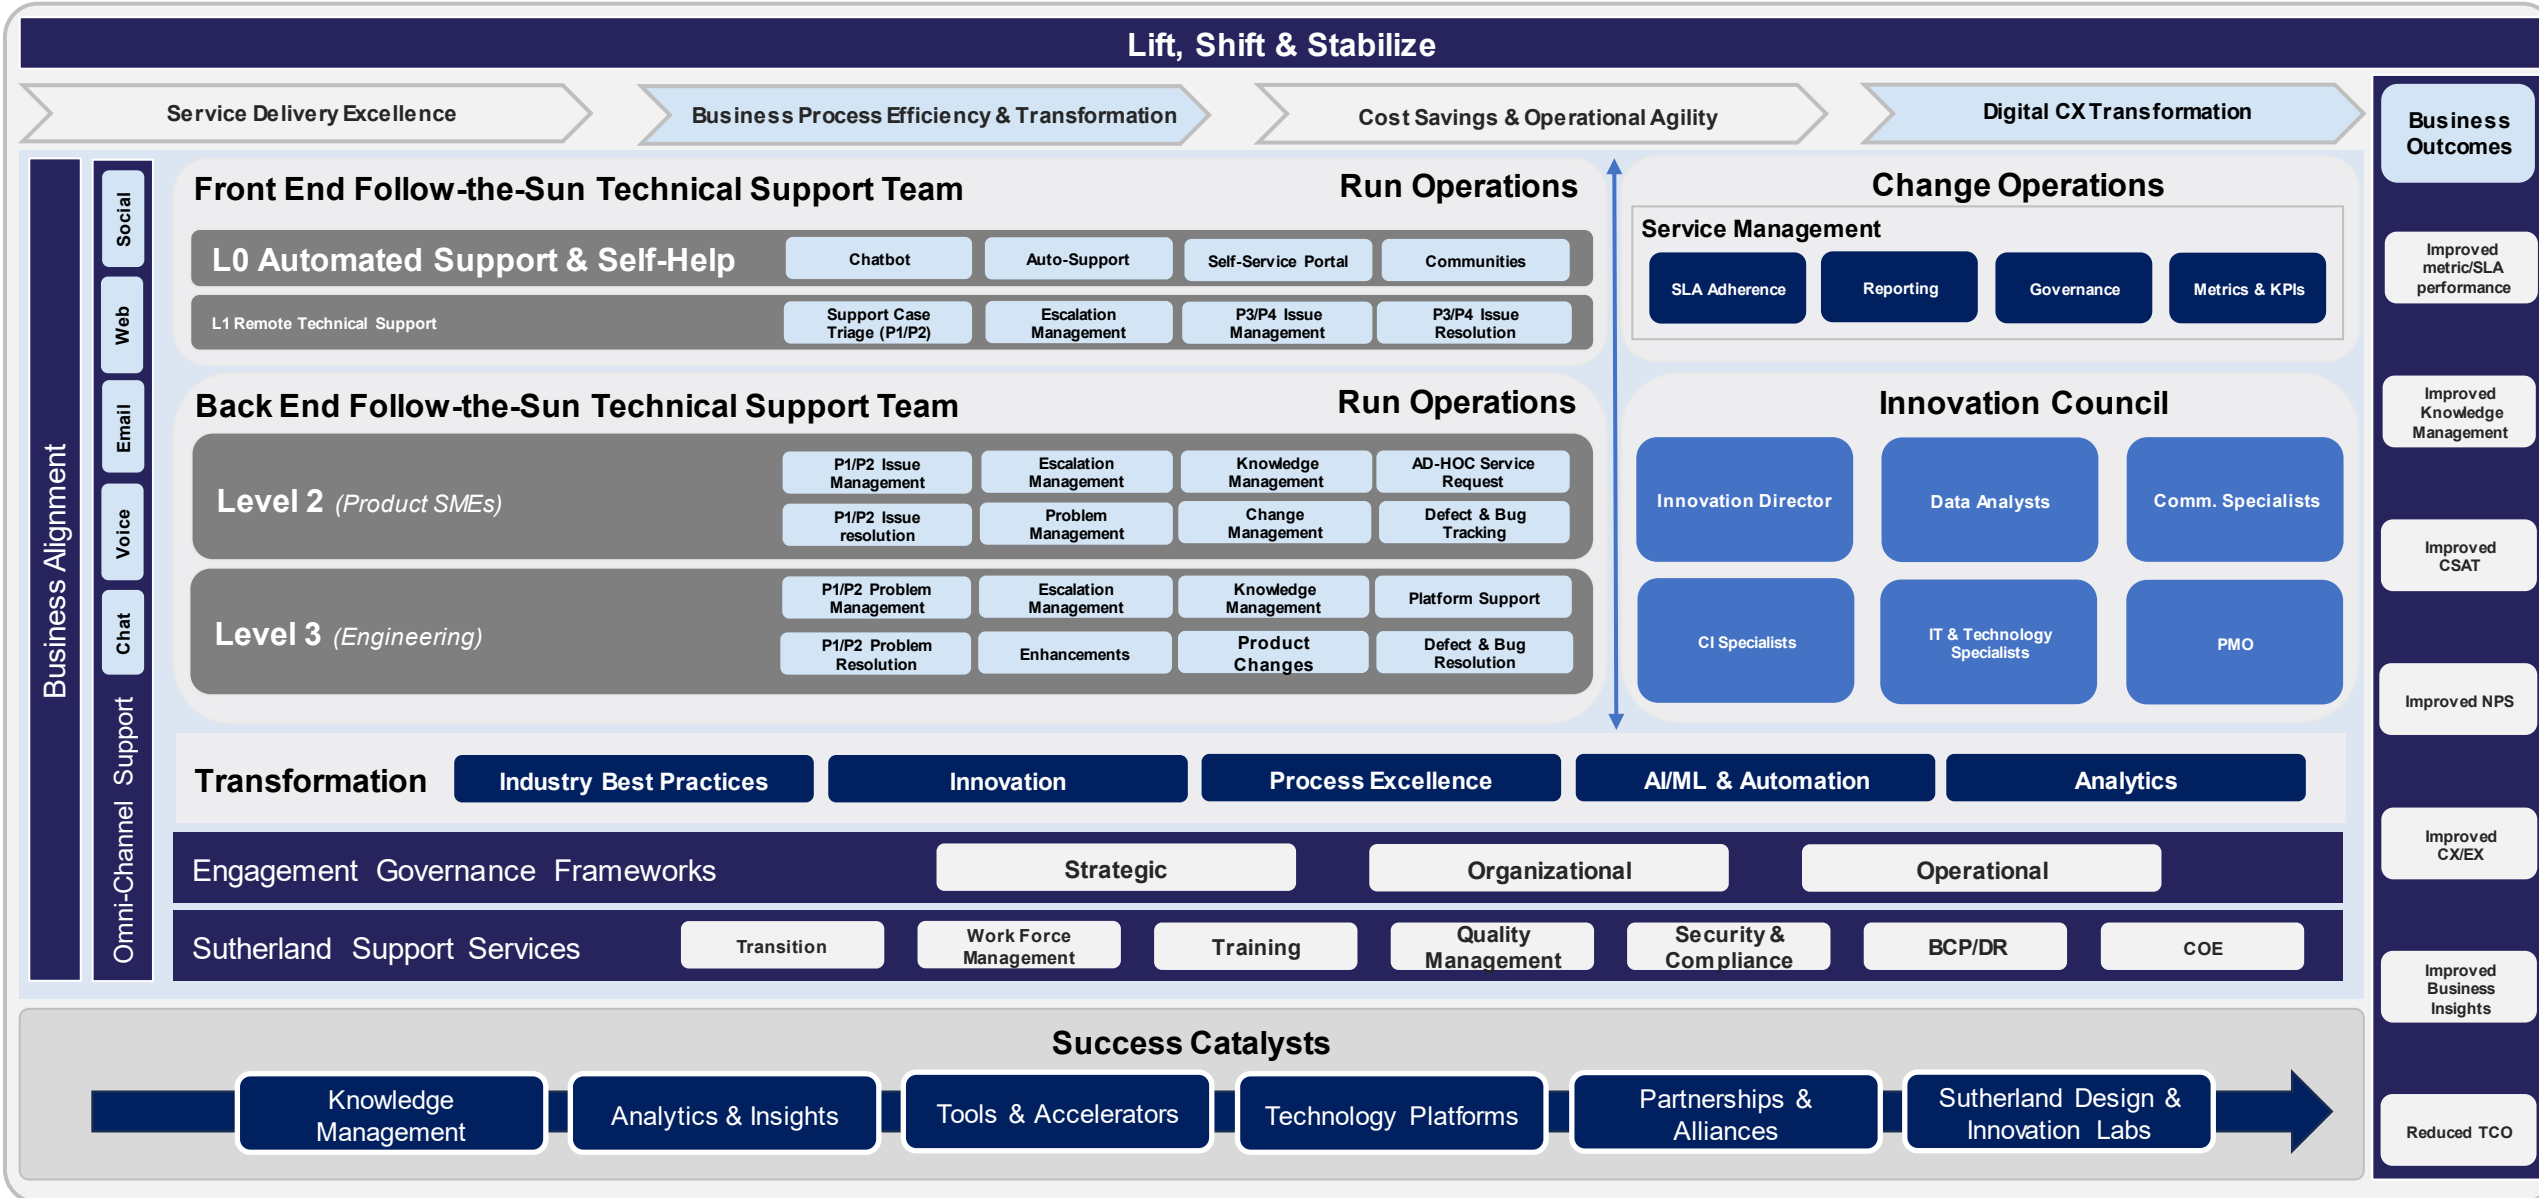 Lift, Shift & Stabilize
Service Delivery Excellence
Business Process Efficiency & Transformation
Cost Savings & Operational Agility
Digital CX Transformation
Business
Outcomes
Business Alignment
Social
Web
Email
Voice
Chat
Omni-Channel Support
Front End Follow-the-Sun Technical Support Team
Run Operations
L0 Automated Support & Self-Help
Chatbot
Auto-Support
Self-Service Portal
Communities
L1 Remote Technical Support
Support Case
Triage (P1/P2)
Escalation
Management
P3/P4 Issue
Management
P3/P4 Issue
Resolution
Back End Follow-the-Sun Technical Support Team
Run Operations
Level 2 (Product SMEs)
P1/P2 Issue
Management
Escalation
Management
Knowledge
Management
AD-HOC Service
Request
P1/P2 Issue
resolution
Problem
Management
Change
Management
Defect & Bug
Tracking
Level 3 (Engineering)
P1/P2 Problem
Management
Escalation
Management
Knowledge
Management
Platform Support
P1/P2 Problem
Resolution
Enhancements
Product
Changes
Defect & Bug
Resolution
Change Operations
Service Management
SLA Adherence
Reporting
Governance
Metrics & KPIs
Innovation Council
Innovation Director
Data Analysts
Comm. Specialists
CI Specialists
IT & Technology
Specialists
PMO
Transformation
Industry Best Practices
Innovation
Process Excellence
AI/ML & Automation
Analytics
Engagement Governance Frameworks
Strategic
Organizational
Operational
Sutherland Support Services
Transition
Work Force
Management
Training
Quality
Management
Security &
Compliance
BCP/DR
COE
Improved
metric/SLA
performance
Improved
Knowledge
Management
Improved
CSAT
Improved NPS
Improved
CX/EX
Improved
Business
Insights
Reduced TCO
Success Catalysts
Knowledge
Management
Analytics & Insights
Tools & Accelerators
Technology Platforms
Partnerships &
Alliances
Sutherland Design &
Innovation Labs